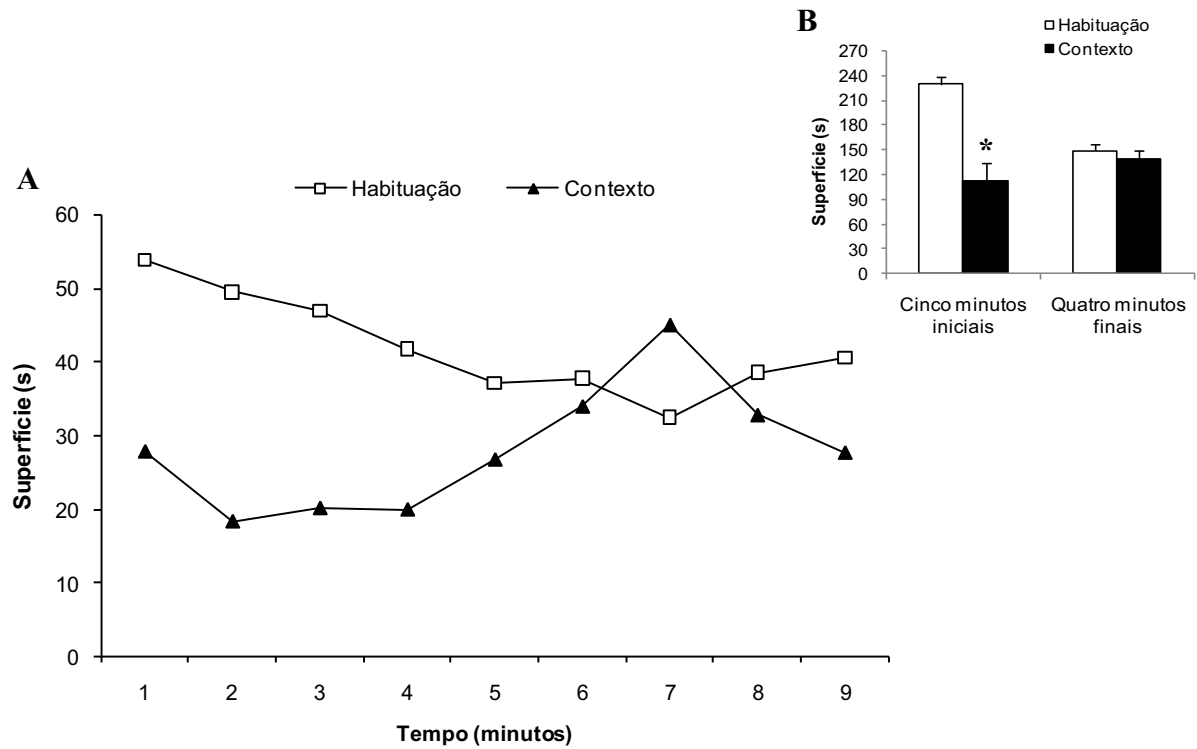 A
Habituação Contexto
Superfície (s)
60
50
40
30
20
10
0
1 2 3 4 5 6 7 8 9
Tempo (minutos)
B
Habituação
Contexto
Superfície (s)
270
240
210
180
150
120
90
60
30
0
*
Cinco minutos
iniciais
Quatro minutos
finais